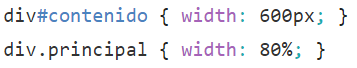 div#contenido { width: 600px; }
div.principal { width: 80%; }